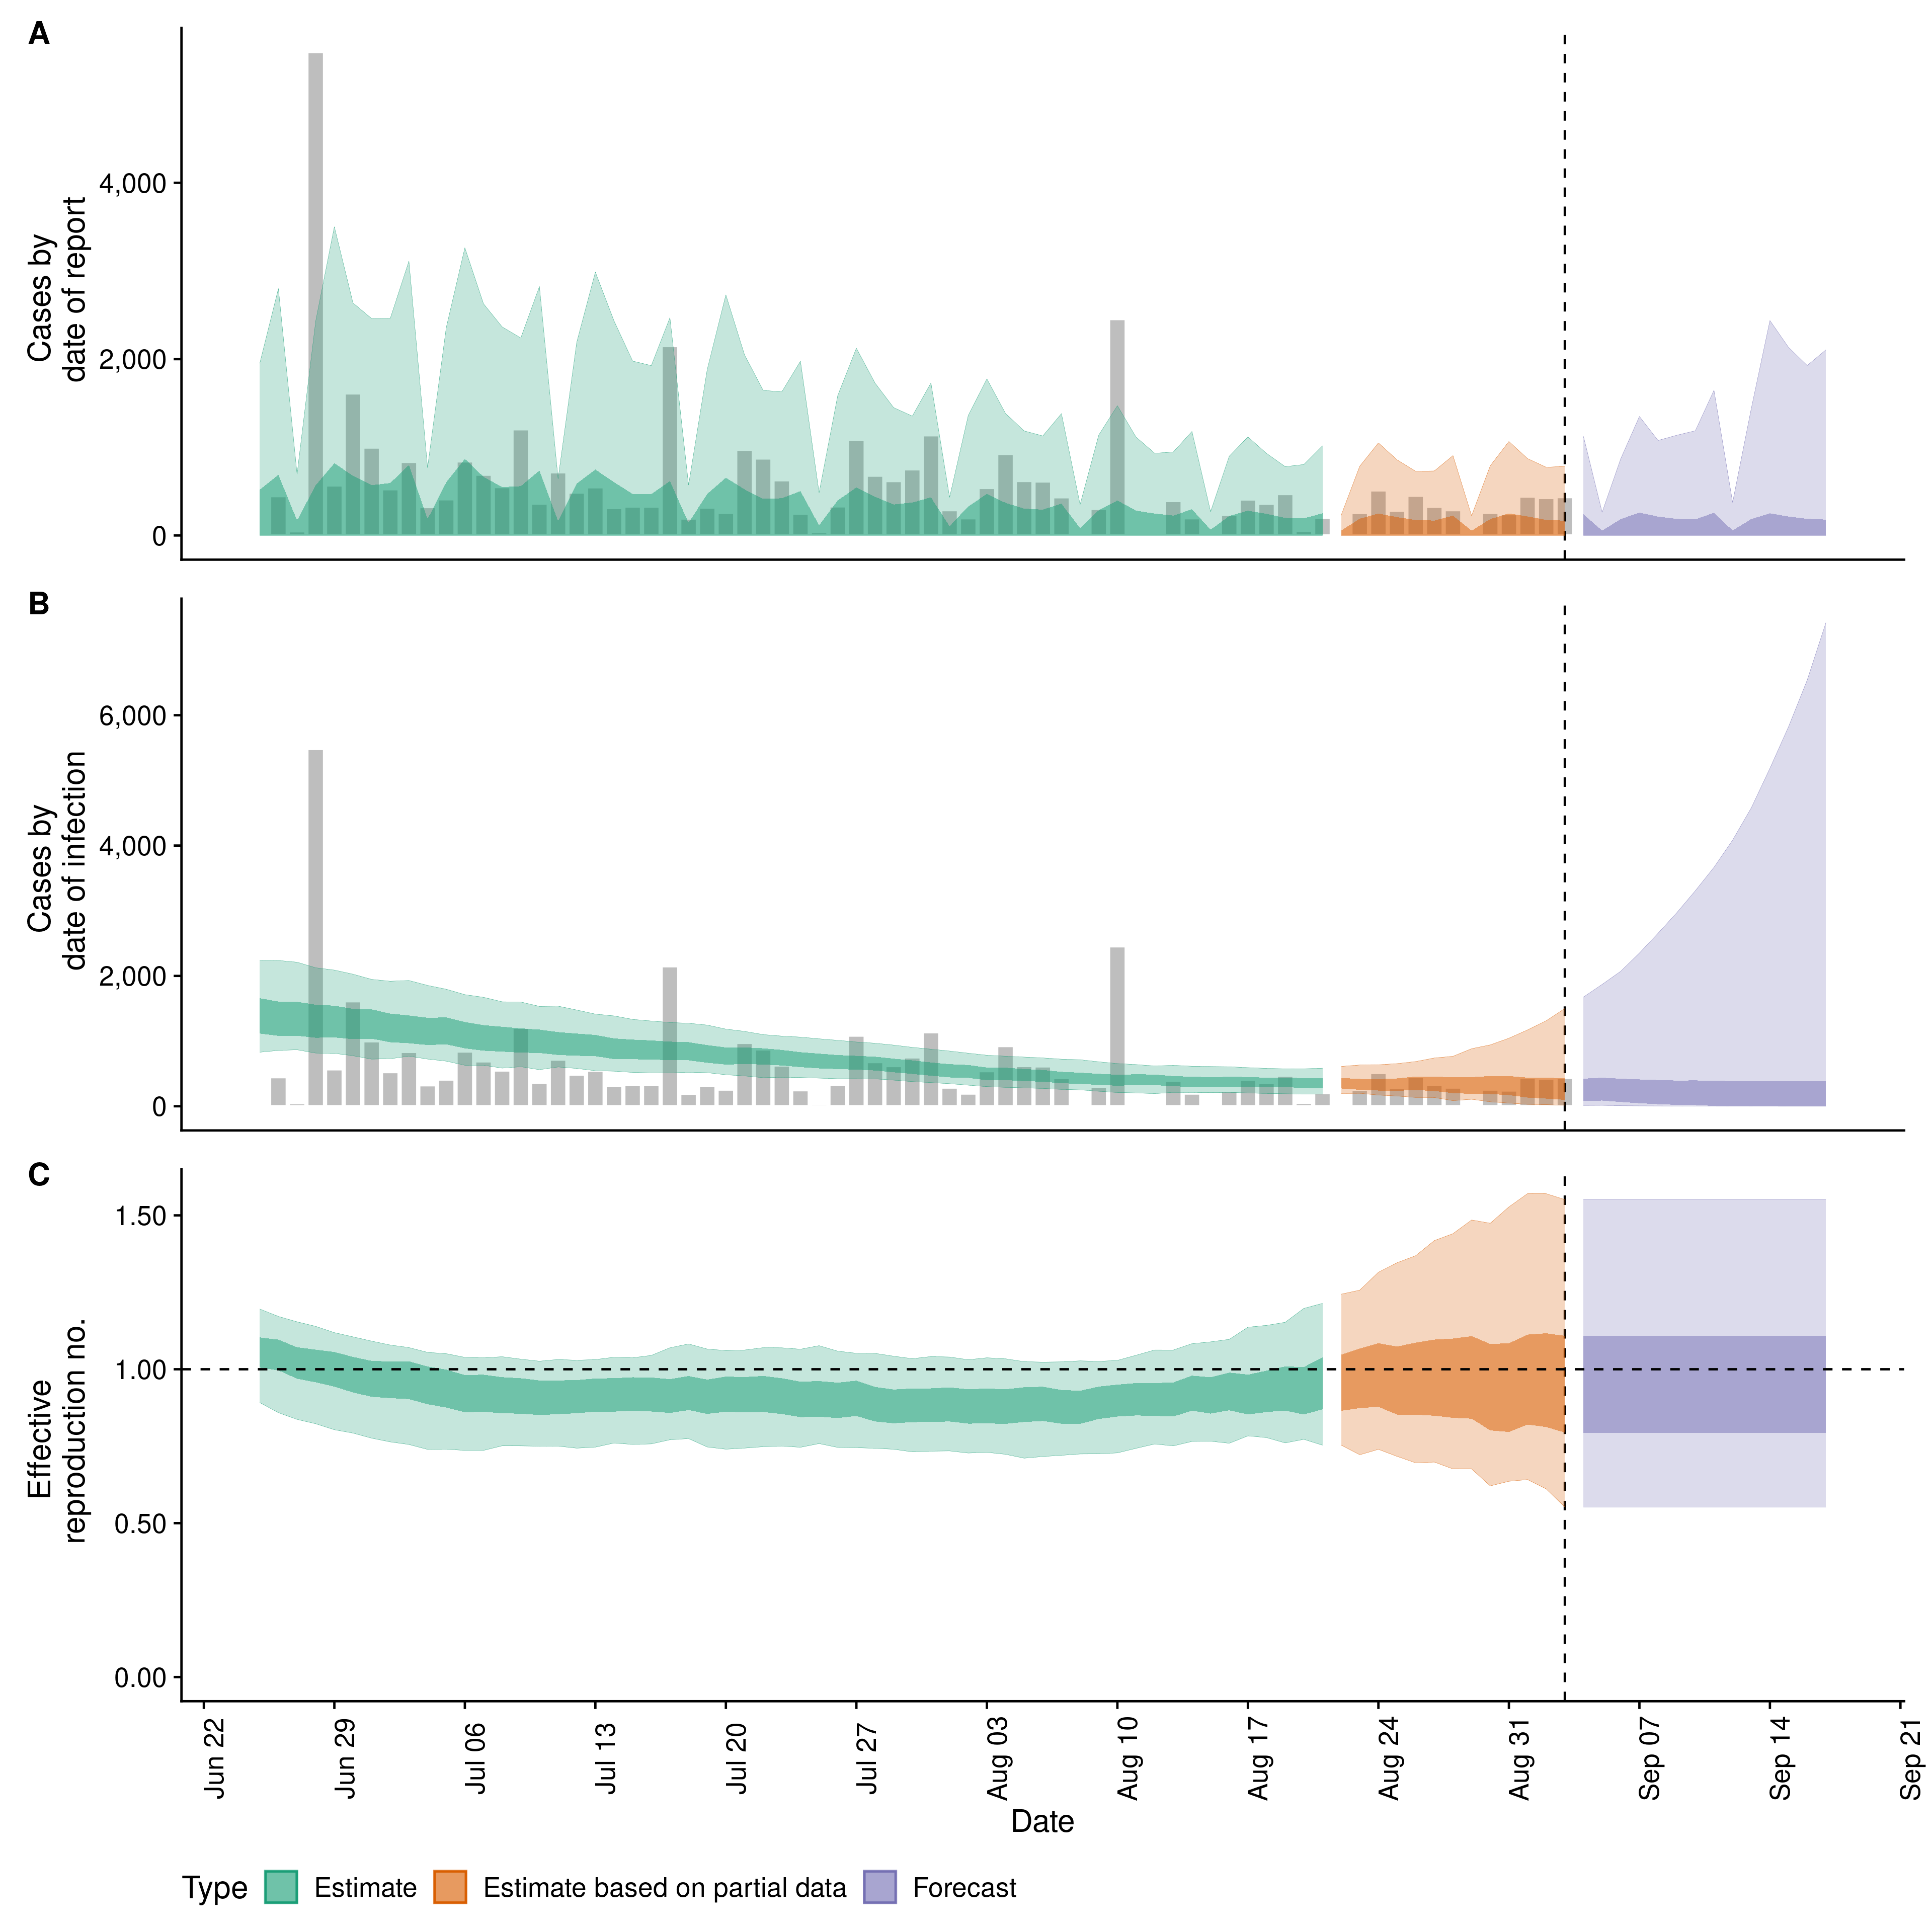 A
Cases by
date of report
4,000
2,000
0
B
Cases by
date of infection
6,000
4,000
2,000
0
C
Effective
reproduction no.
1.50
1.00
0.50
0.00
Jun 22
Jun 29
Jul 06
Jul 13
Jul 20
Jul 27
Aug 03
Aug 10
Aug 17
Aug 24
Aug 31
Sep 07
Sep 14
Sep 21
Date
Type Estimate Estimate based on partial data Forecast